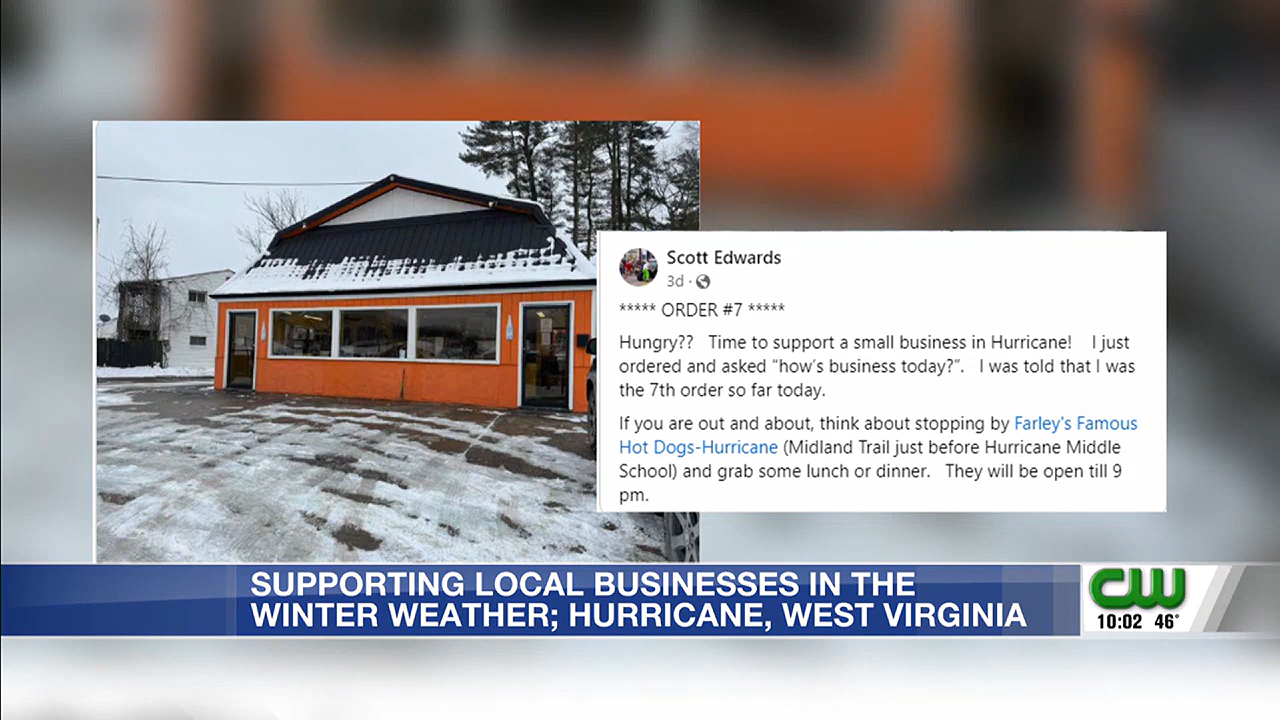 Scott Edwards
3d ·
***** ORDER #7 *****
Hungry?? Time to support a small business in Hurricane! I just
ordered and asked “how’s business today?”. I was told that I was
the 7th order so far today.
If you are out and about, think about stopping by Farley's Famous
Hot Dogs-Hurricane (Midland Trail just before Hurricane Middle
School) and grab some lunch or dinner. They will be open till 9
pm.
SUPPORTING LOCAL BUSINESSES IN THE
WINTER WEATHER; HURRICANE, WEST VIRGINIA
CW
10:02 46°